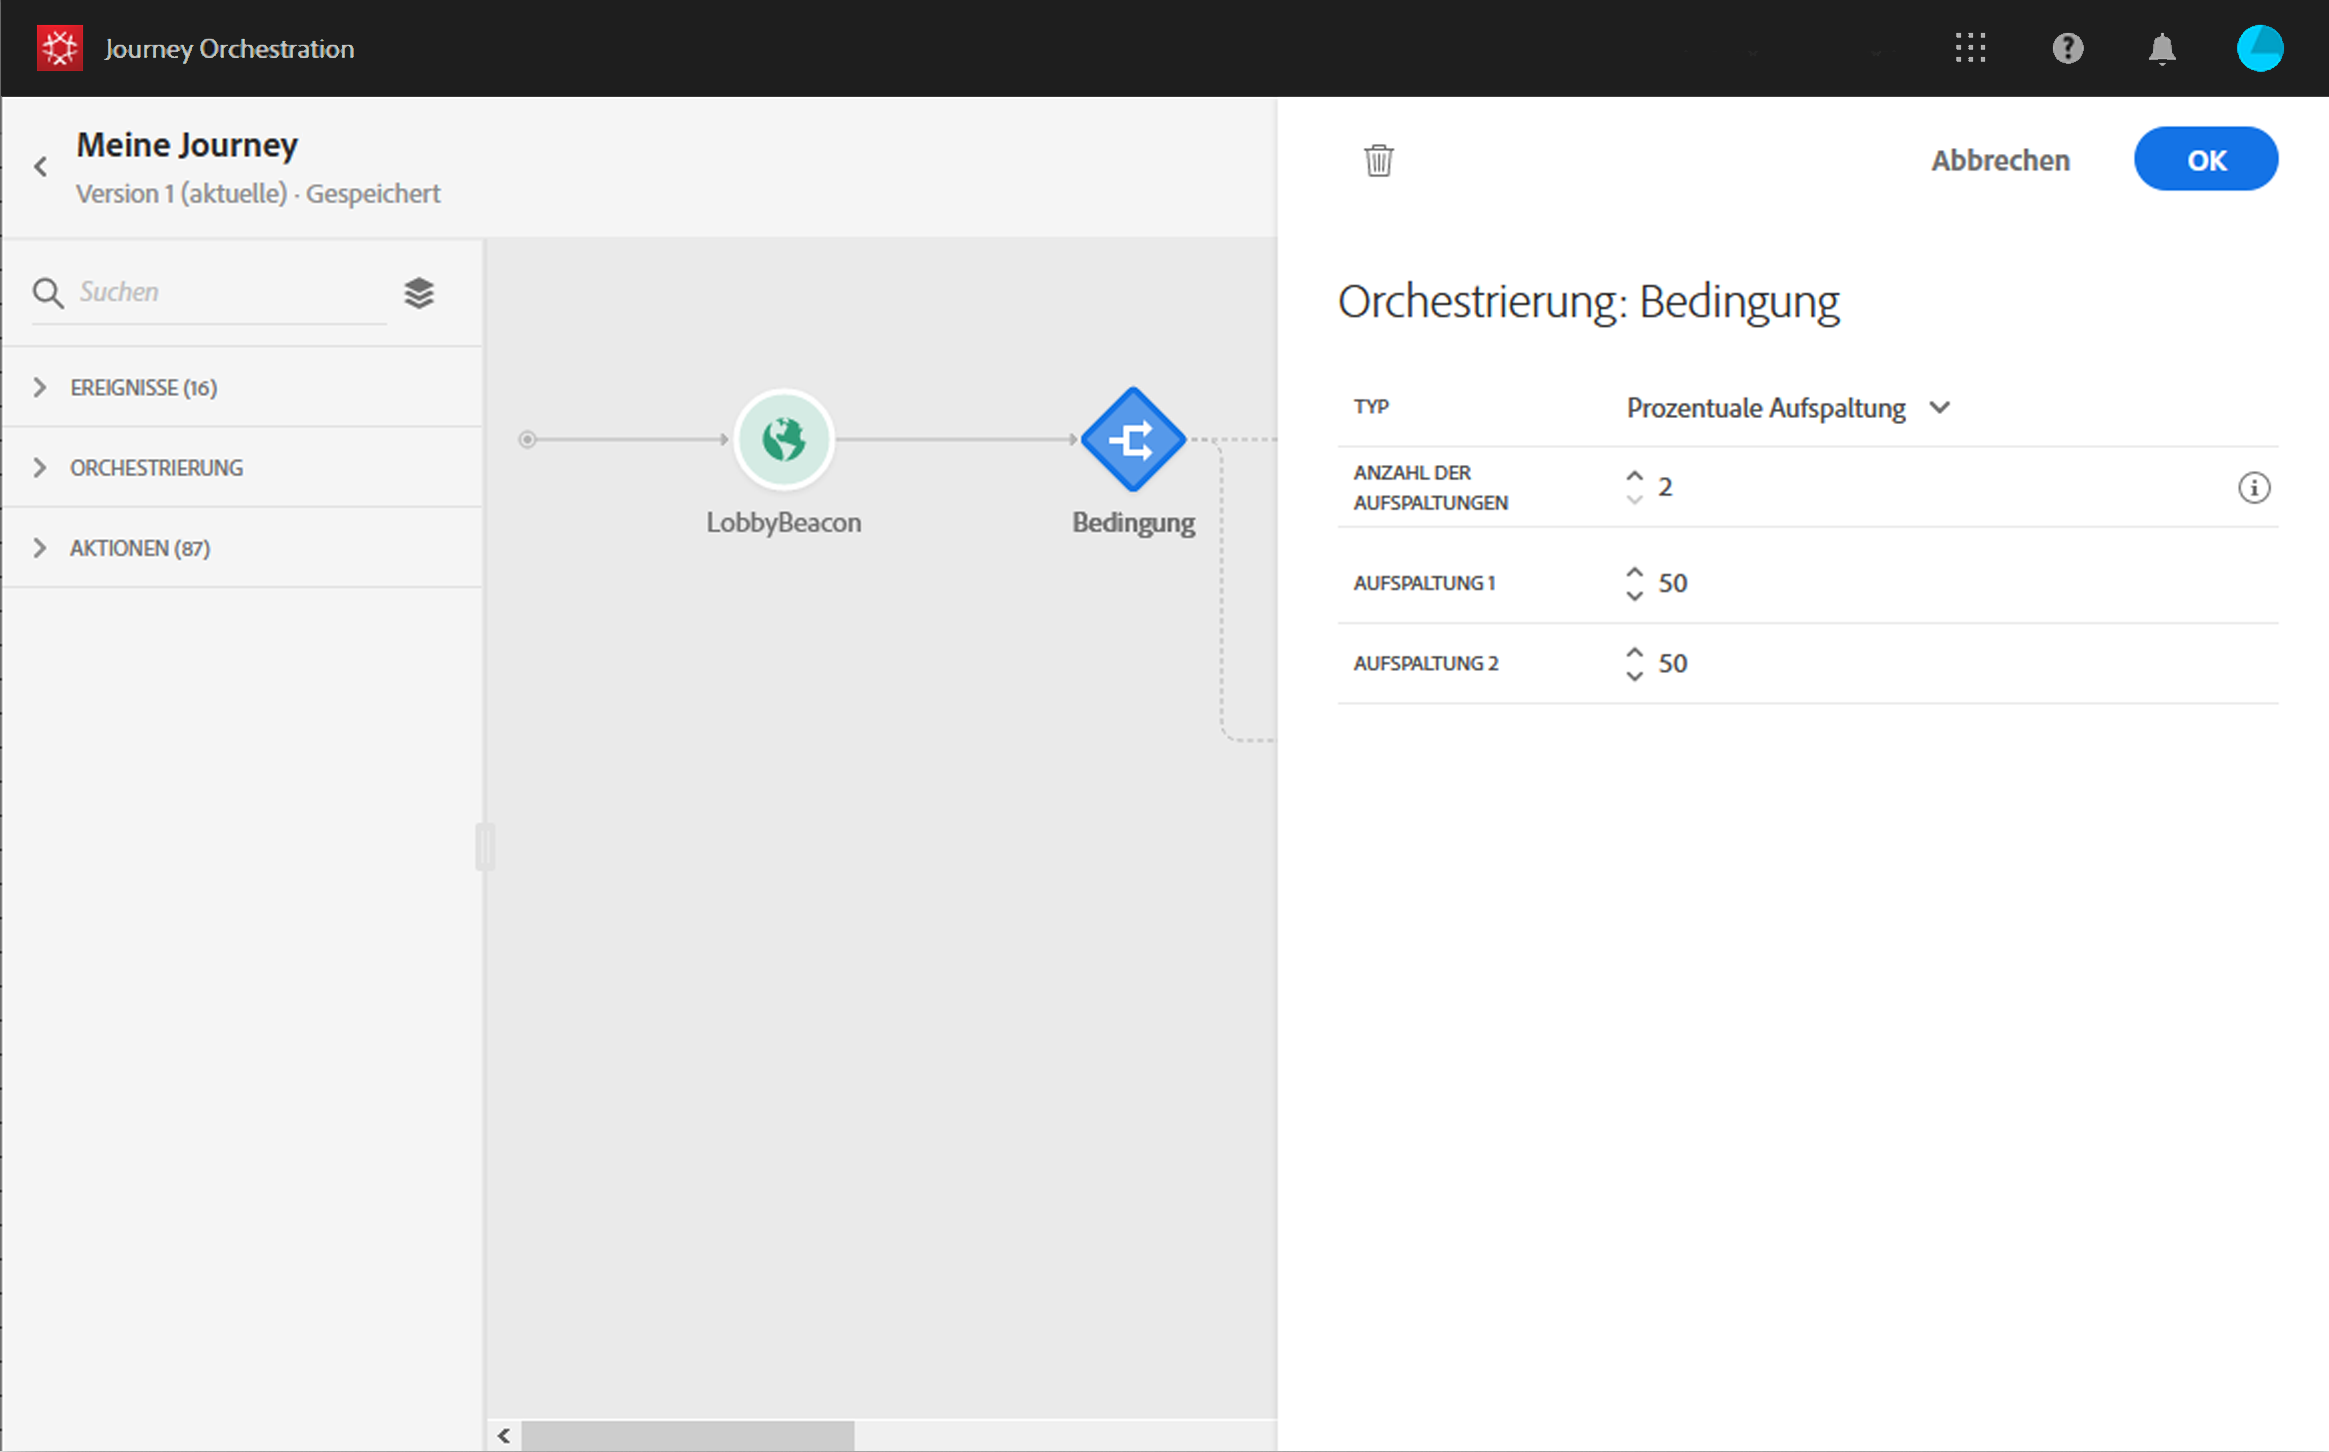 Journey Orchestration
Meine Journey
Version 1 (aktuelle) · Gespeichert
Abbrechen
OK
Suchen
EREIGNISSE (16)
ORCHESTRIERUNG
AKTIONEN (87)
LobbyBeacon
Bedingung
Orchestrierung: Bedingung
TYP
Prozentuale Aufspaltung
ANZAHL DER
AUFSPALTUNGEN
2
AUFSPALTUNG 1
50
AUFSPALTUNG 2
50